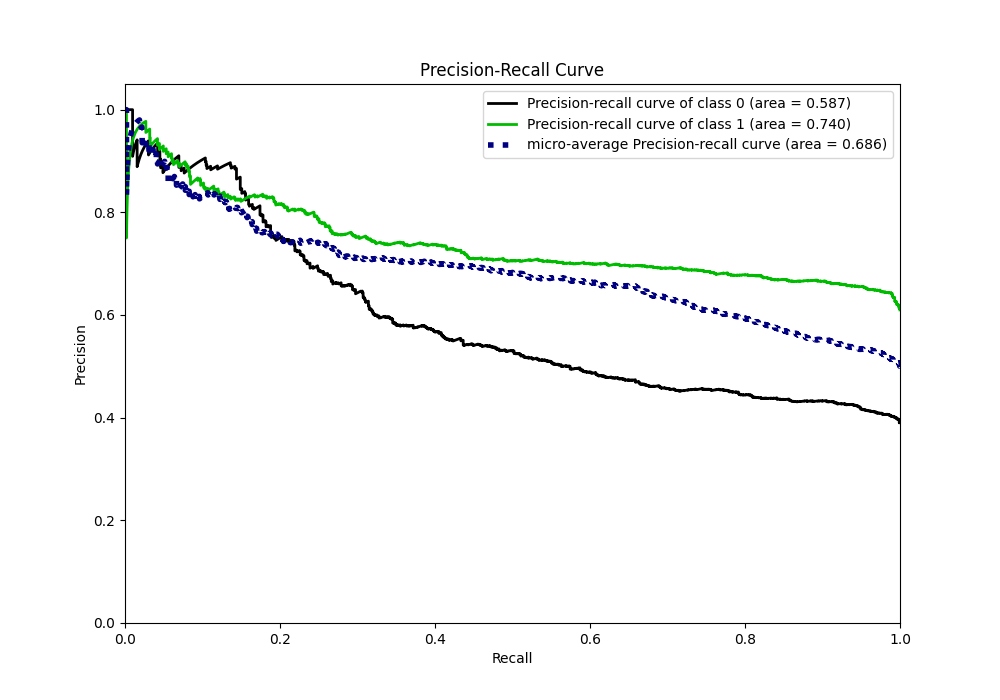 Precision-Recall Curve
Precision-recall curve of class 0 (area = 0.587)
Precision-recall curve of class 1 (area = 0.740)
micro-average Precision-recall curve (area = 0.686)
Precision
1.0
0.8
0.6
0.4
0.2
0.0
0.0 0.2 0.4 0.6 0.8 1.0
Recall